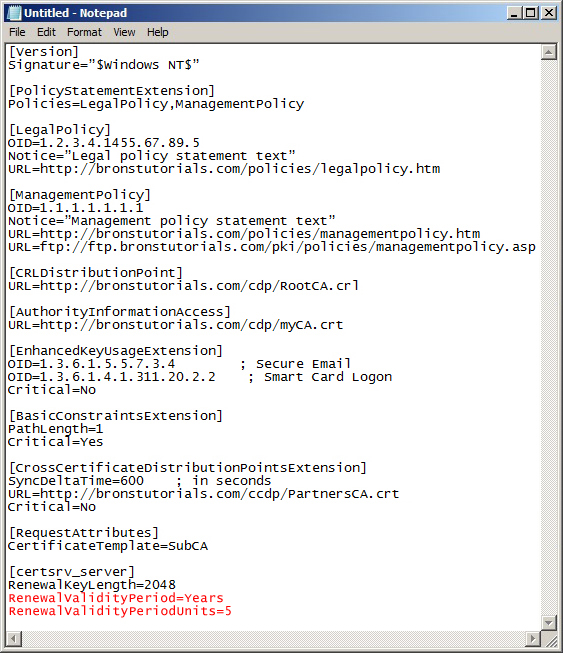 Untitled - Notepad
File Edit Format View Help
[Version]
Signature=”$Windows NT$”
[PolicyStatementExtension]
Policies=LegalPolicy,ManagementPolicy
[LegalPolicy]
OID=1.2.3.4.1455.67.89.5
Notice=”Legal policy statement text”
URL=http://bronstutorials.com/policies/legalpolicy.htm
[ManagementPolicy]
OID=1.1.1.1.1.1.1
Notice=”Management policy statement text”
URL=http://bronstutorials.com/policies/managementpolicy.htm
URL=ftp://ftp.bronstutorials.com/pki/policies/managementpolicy.asp
[CRLDistributionPoint]
URL=http://bronstutorials.com/cdp/RootCA.crl
[AuthorityInformationAccess]
URL=http://bronstutorials.com/cdp/myCA.crt
[EnhancedKeyUsageExtension]
OID=1.3.6.1.5.5.7.3.4 ; Secure Email
OID=1.3.6.1.4.1.311.20.2.2 ; Smart Card Logon
Critical=No
[BasicConstraintsExtension]
PathLength=1
Critical=Yes
[CrossCertificateDistributionPointsExtension]
SyncDeltaTime=600 ; in seconds
URL=http://bronstutorials.com/ccdp/PartnersCA.crt
Critical=No
[RequestAttributes]
CertificateTemplate=SubCA
[certsrv_server]
RenewalKeyLength=2048
RenewalValidityPeriod=Years
RenewalValidityPeriodUnits=5